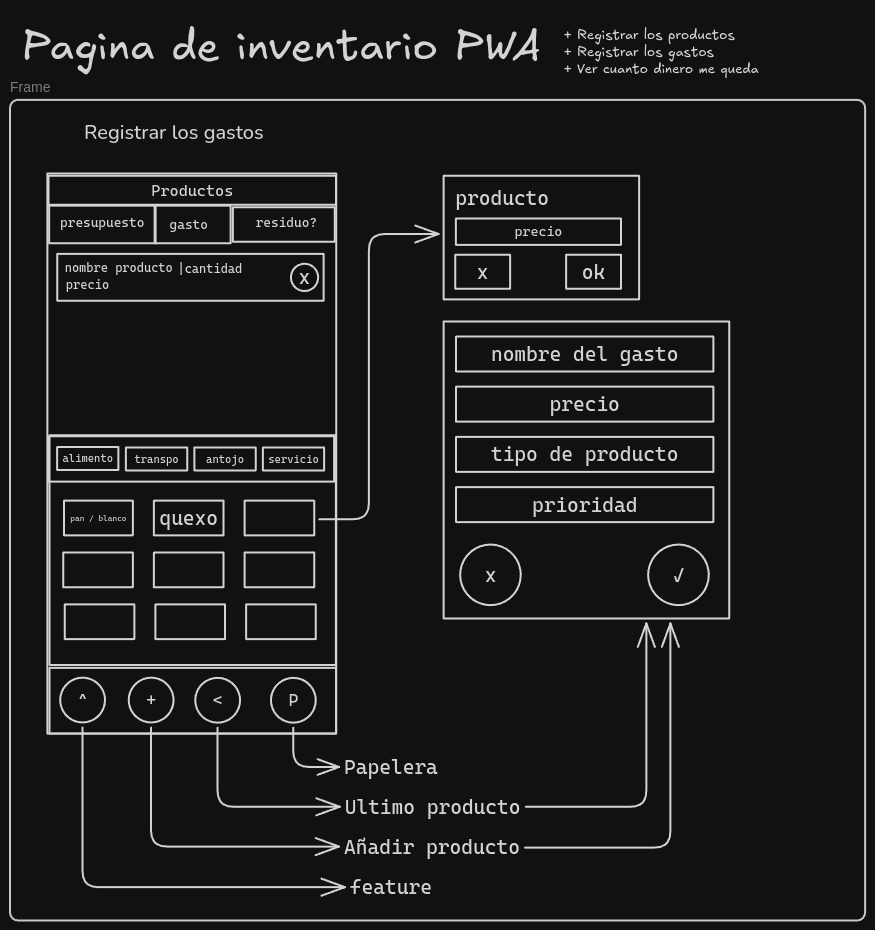 Pagina de inventario PWA
+ Registrar los productos
+ Registrar los gastos
+ Ver cuanto dinero me queda
Frame
Registrar los gastos
Productos
presupuesto
gasto
residuo?
nombre producto |cantidad
precio
X
alimento
transpo
antojo
servicio
pan / blanco
quexo
^
+
<
P
producto
precio
x
ok
nombre del gasto
precio
tipo de producto
prioridad
x
√
Papelera
Ultimo producto
Añadir producto
feature